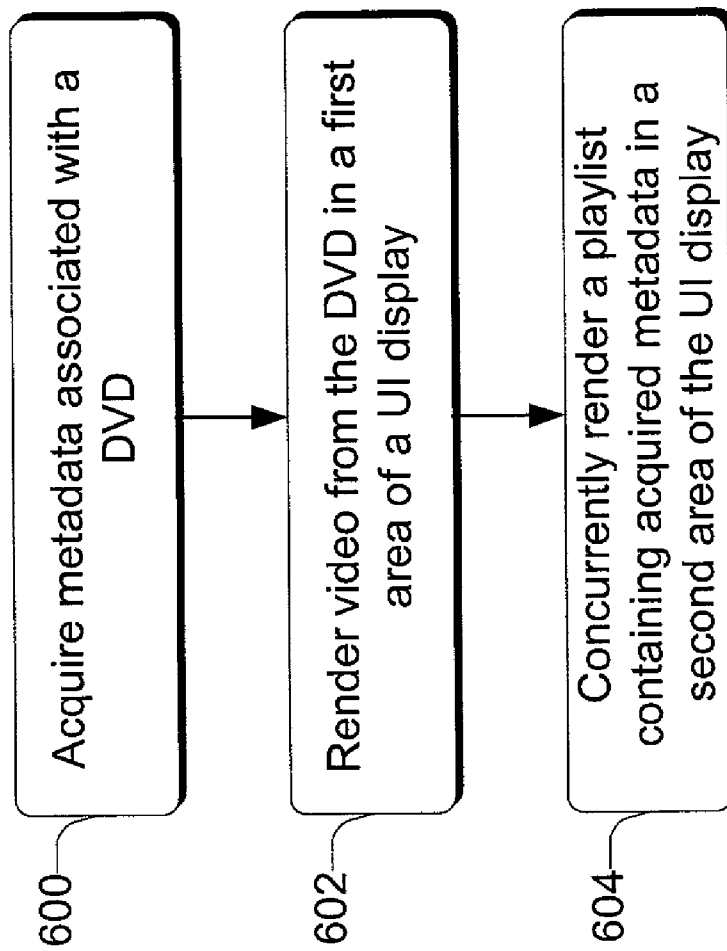 600
Acquire metadata associated with a
DVD
602
Render video from the DVD in a first
area of a UI display
604
Concurrently render a playlist
containing acquired metadata in a
second area of the UI display